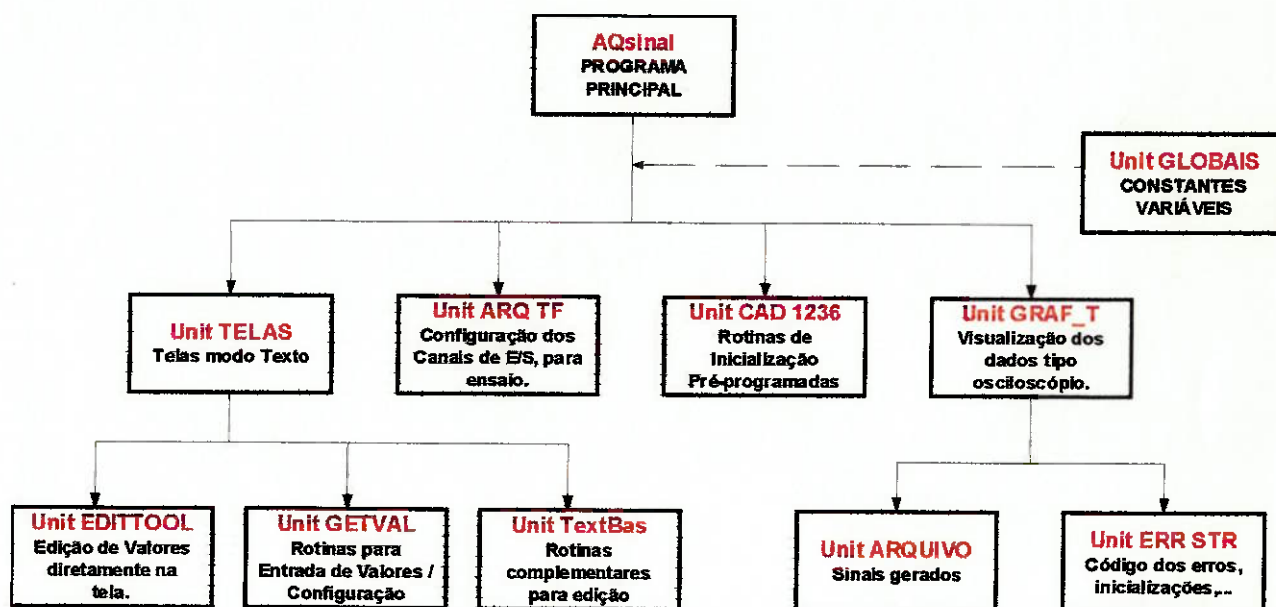 AQsinal
PROGRAMA
PRINCIPAL
Unit GLOBAIS
CONSTANTES
VARIÁVEIS
Unit TELAS
Telas modo Texto
Unit ARQ TF
Configuração dos
Canais de E/S, para
ensaio.
Unit CAD 1236
Rotinas de
Inicialização
Pré-programadas
Unit GRAF_T
Visualização dos
dados tipo
osciloscópio.
Unit EDITTOOL
Edição de Valores
diretamente na
tela.
Unit GETVAL
Rotinas para
Entrada de Valores /
Configuração
Unit TextBas
Rotinas
complementares
para edição
Unit ARQUIVO
Sinais gerados
Unit ERR STR
Código dos erros,
inicializações,...